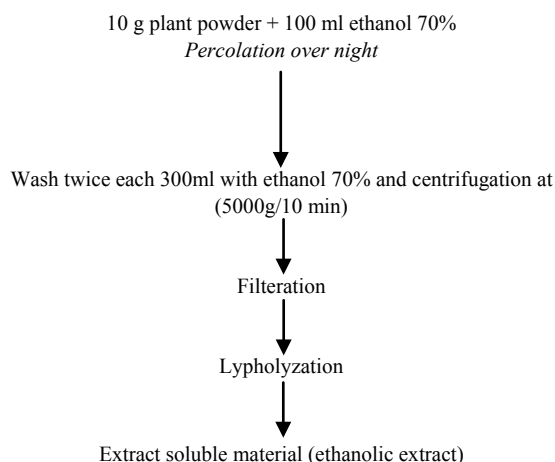 10 g plant powder + 100 ml ethanol 70%
Percolation over night
Wash twice each 300ml with ethanol 70% and centrifugation at
(5000g/10 min)
Filteration
Lypholyzation
Extract soluble material (ethanolic extract)